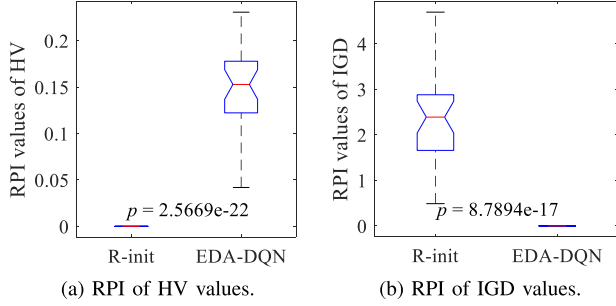 RPI values of HV
0.2
0.15
0.1
0.05
0
p = 2.5669e-22
R-init
EDA-DQN
(a) RPI of HV values.
RPI values of IGD
4
3
2
1
0
p = 8.7894e-17
R-init
EDA-DQN
(b) RPI of IGD values.